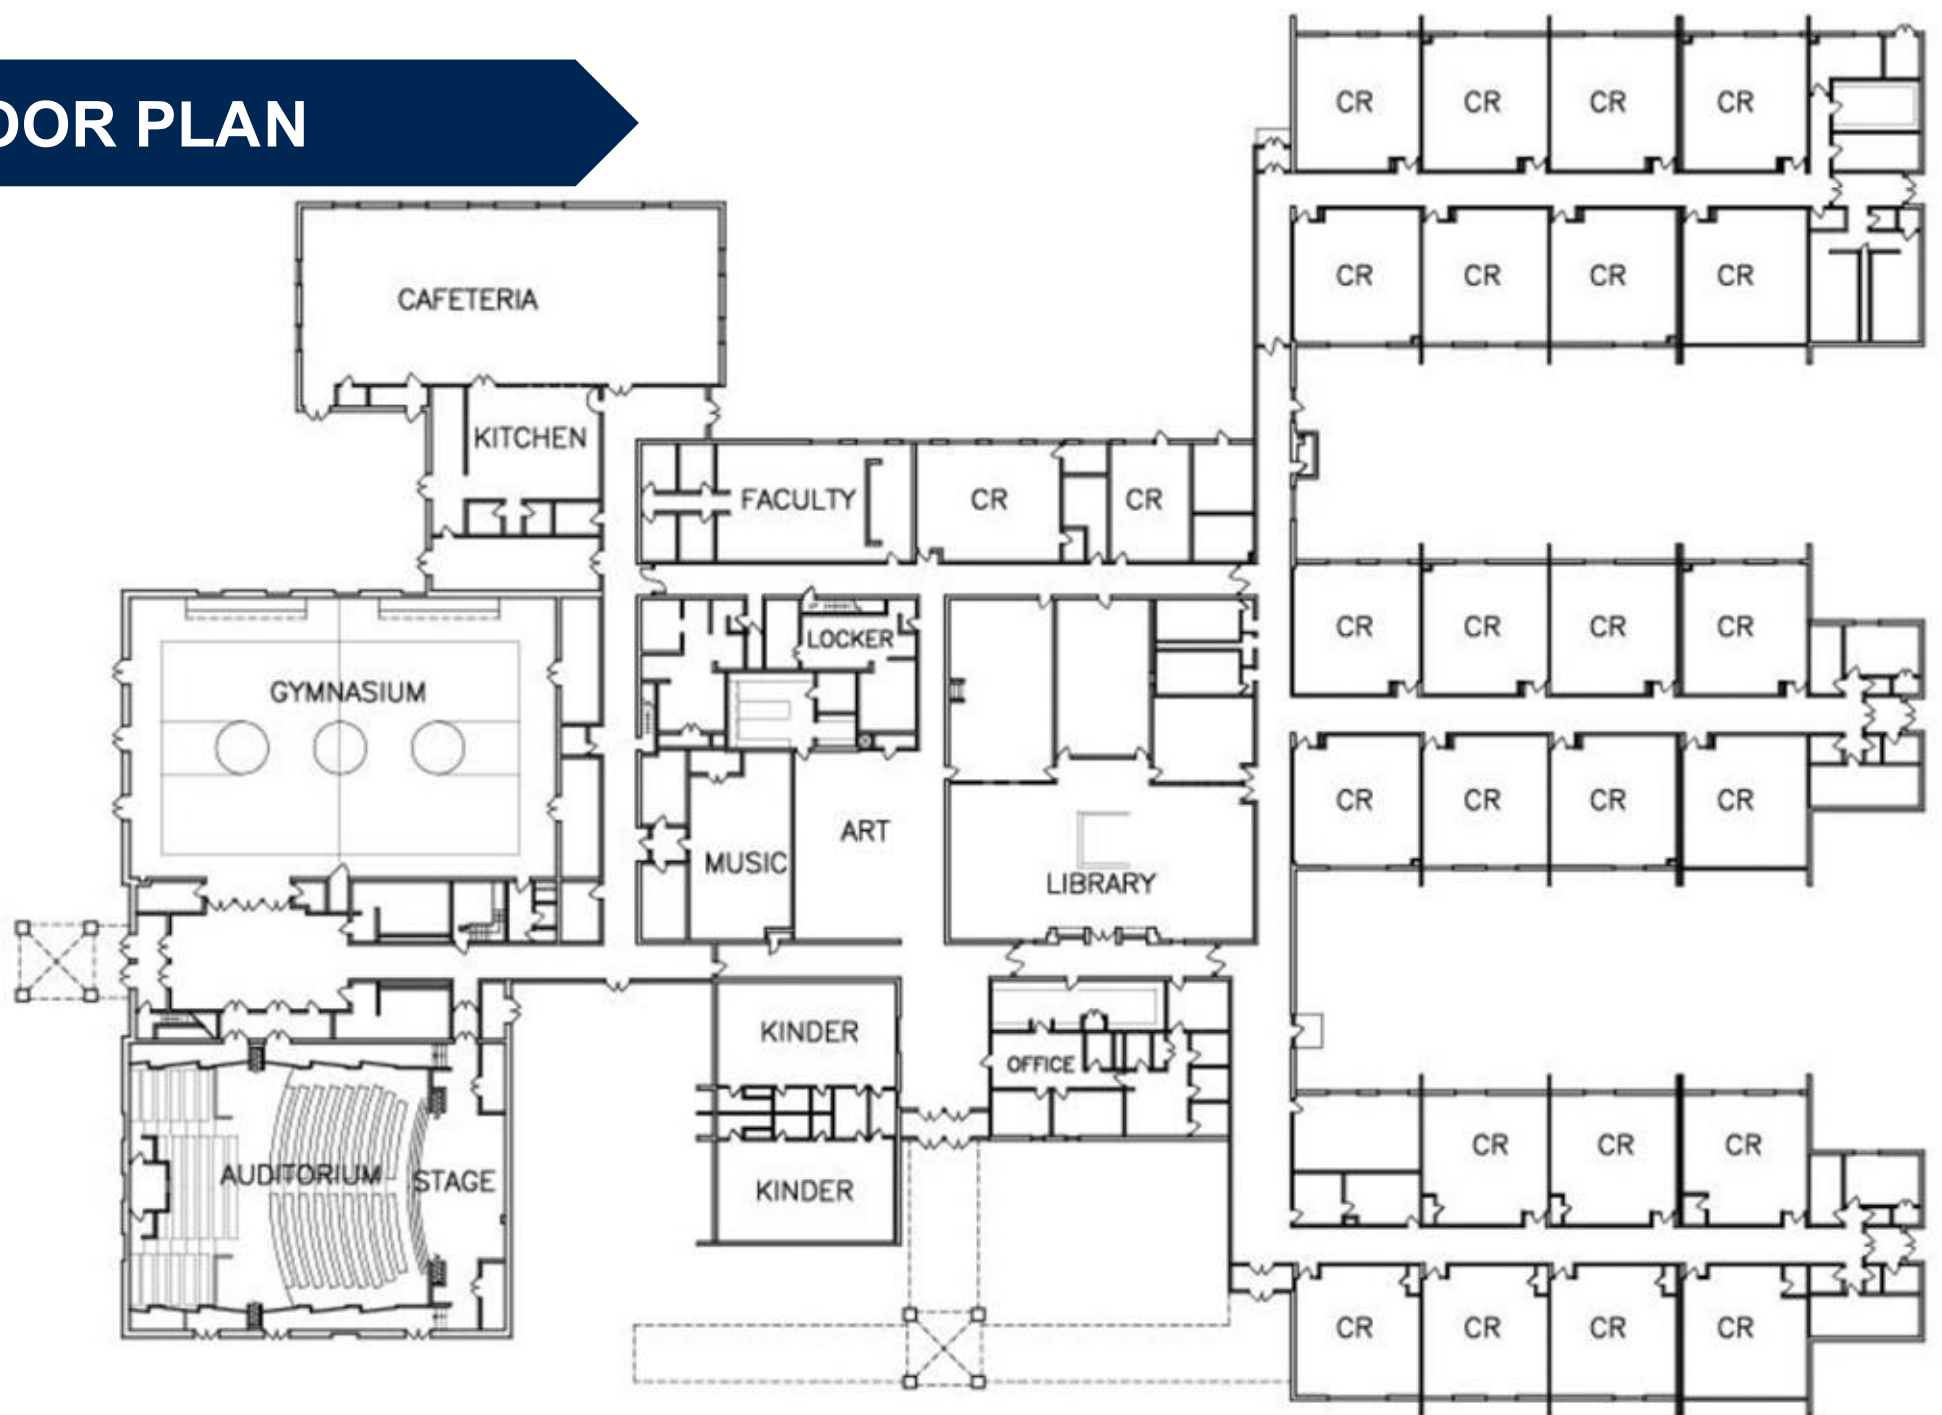 OOR PLAN
CR CR CR CR
CR CR CR CR
CAFETERIA
KITCHEN
FACULTY CR CR
LOCKER
CR CR CR CR
GYMNASIUM
CR CR CR CR
ART
MUSIC
LIBRARY
KINDER
OFFICE
CR CR CR
AUDITORIUM STAGE
KINDER
CR CR CR CR